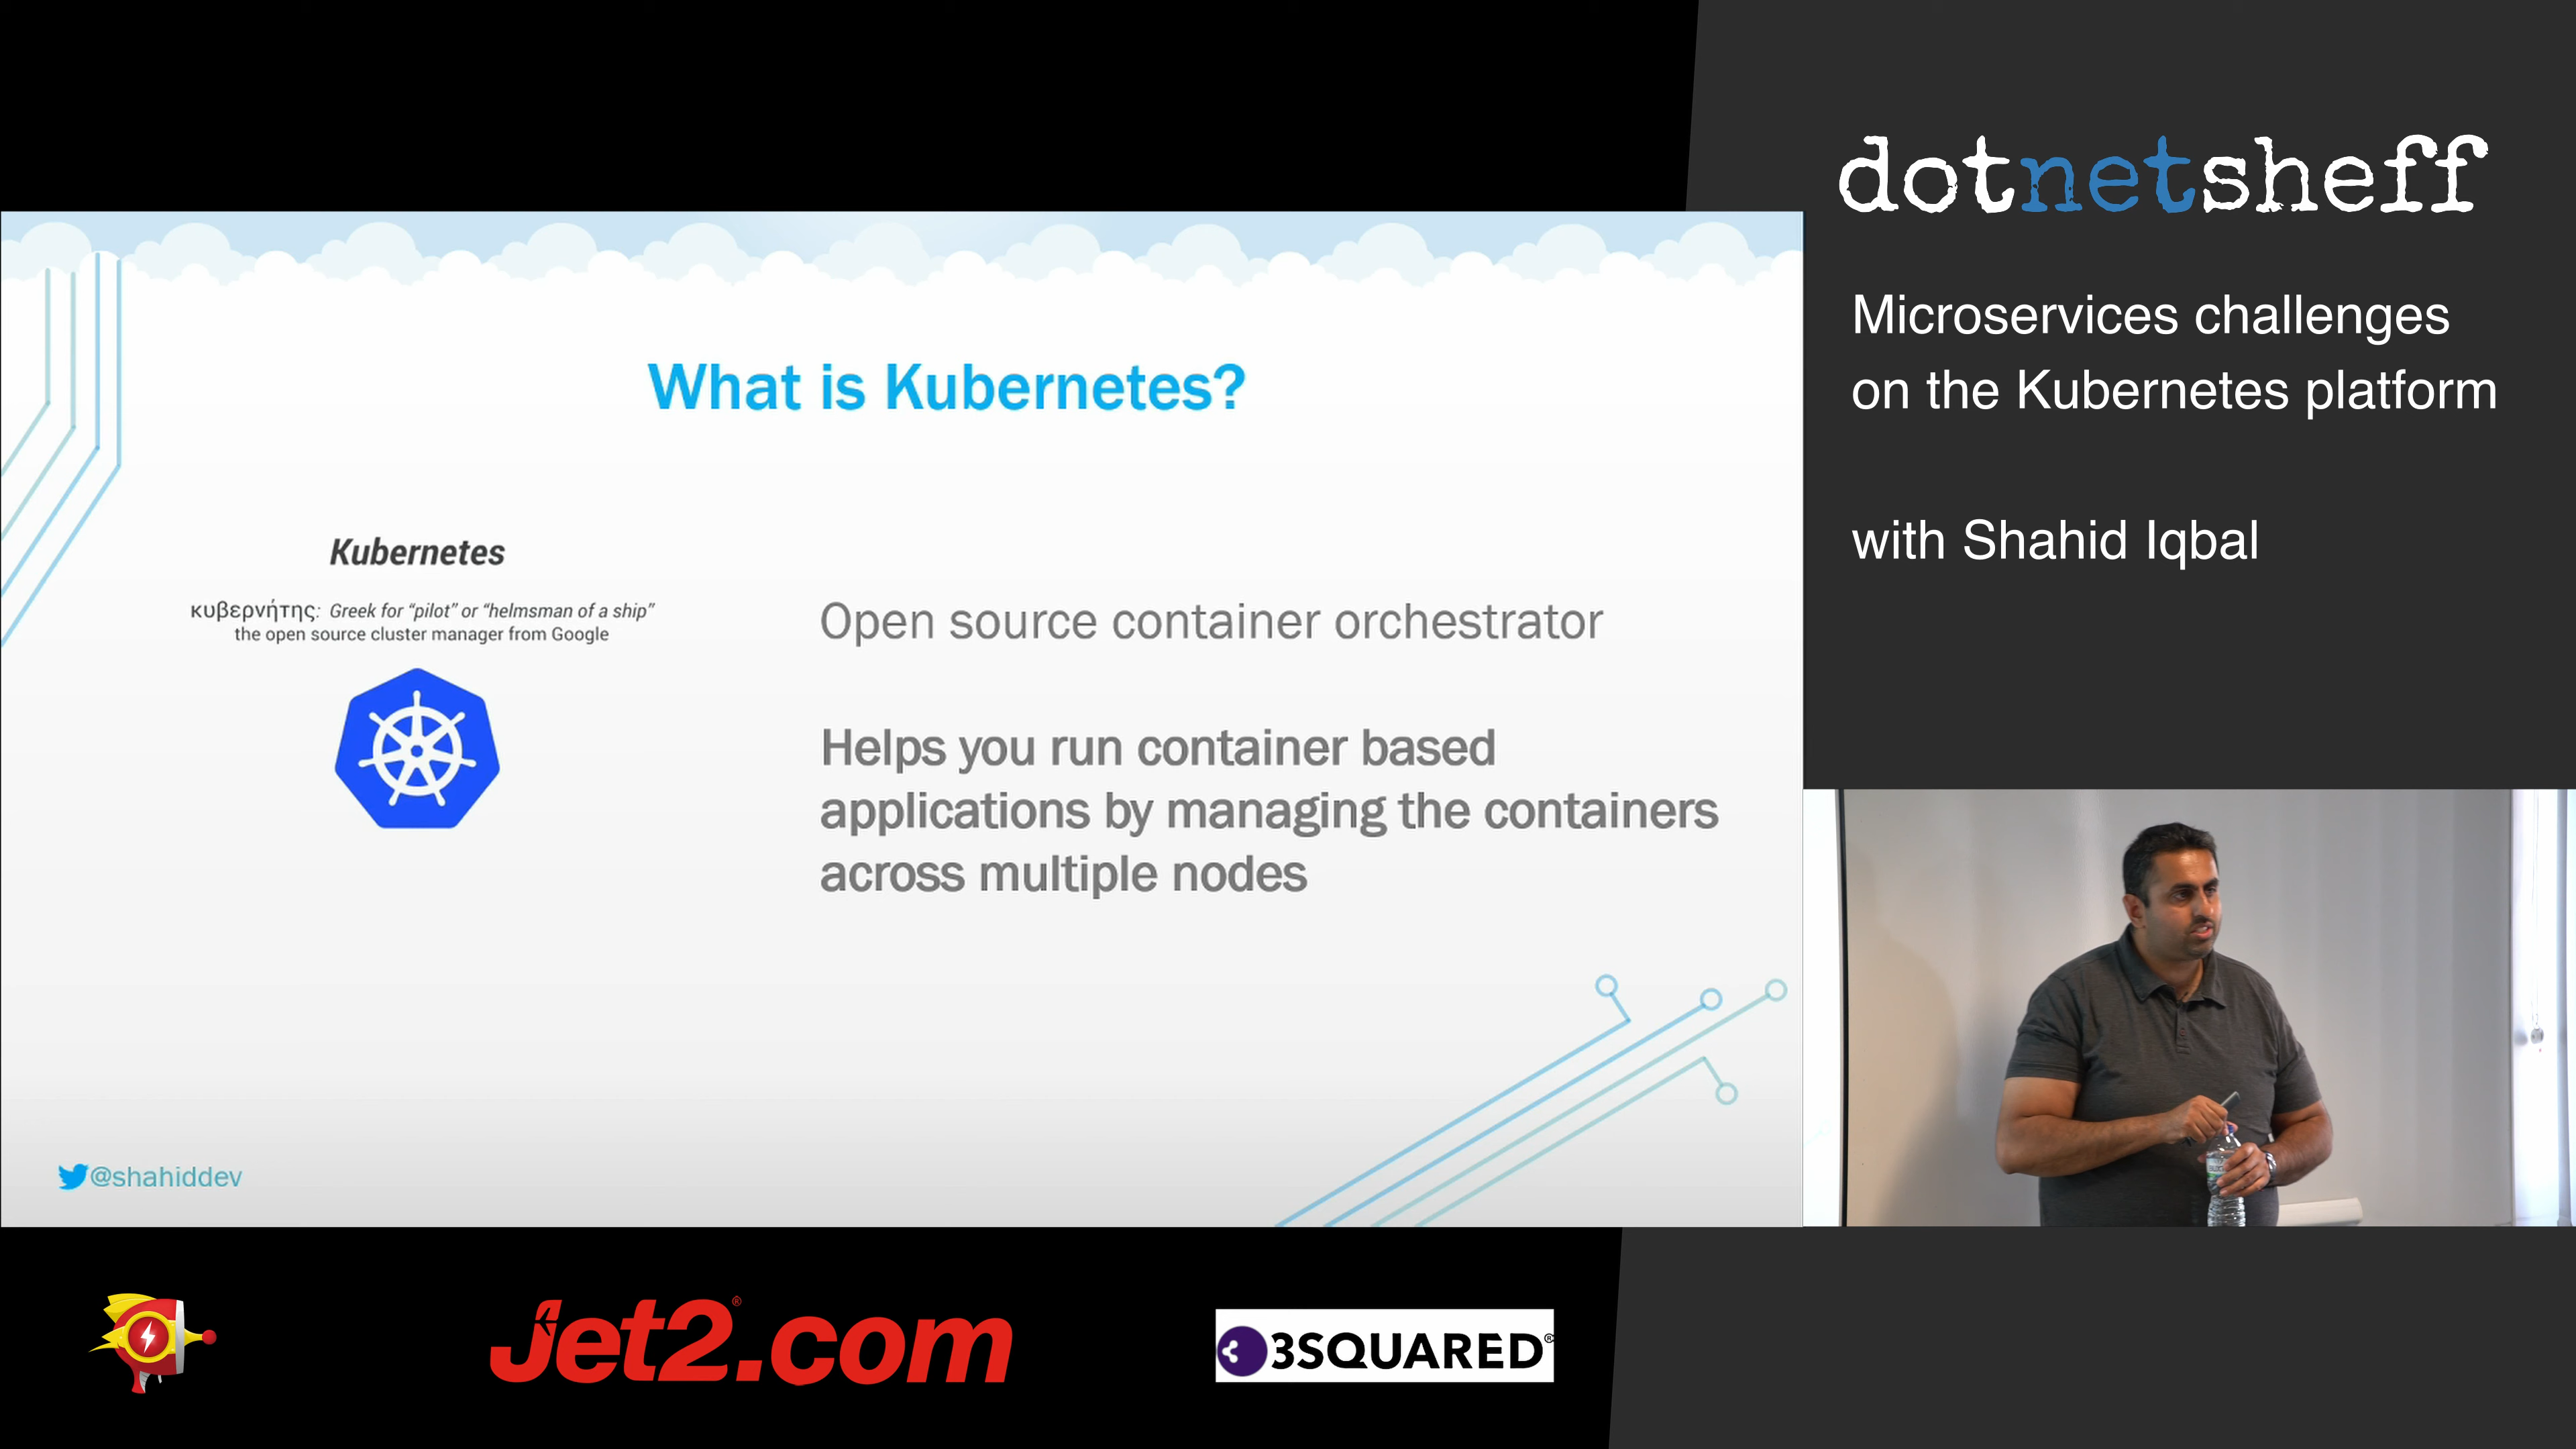 dotnetsheff
Microservices challenges
on the Kubernetes platform
with Shahid Iqbal
What is Kubernetes?
Kubernetes
κυβερνήτης: Greek for “pilot” or “helmsman of a ship”
the open source cluster manager from Google
Open source container orchestrator
Helps you run container based
applications by managing the containers
across multiple nodes
@shahiddev
Jet2.com®
3SQUARED®